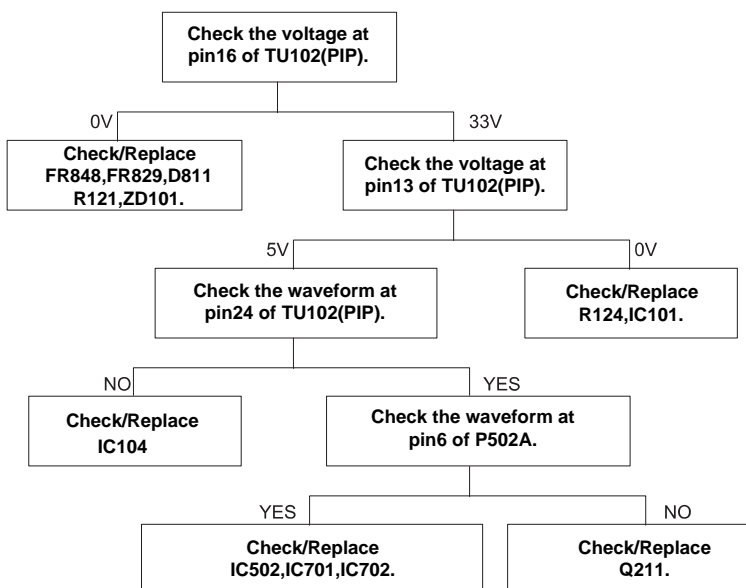 Check the voltage at
pin16 of TU102(PIP).
0V
33V
Check/Replace
FR848,FR829,D811
R121,ZD101.
Check the voltage at
pin13 of TU102(PIP).
5V
0V
Check the waveform at
pin24 of TU102(PIP).
Check/Replace
R124,IC101.
NO
YES
Check/Replace
IC104
Check the waveform at
pin6 of P502A.
YES
NO
Check/Replace
IC502,IC701,IC702.
Check/Replace
Q211.